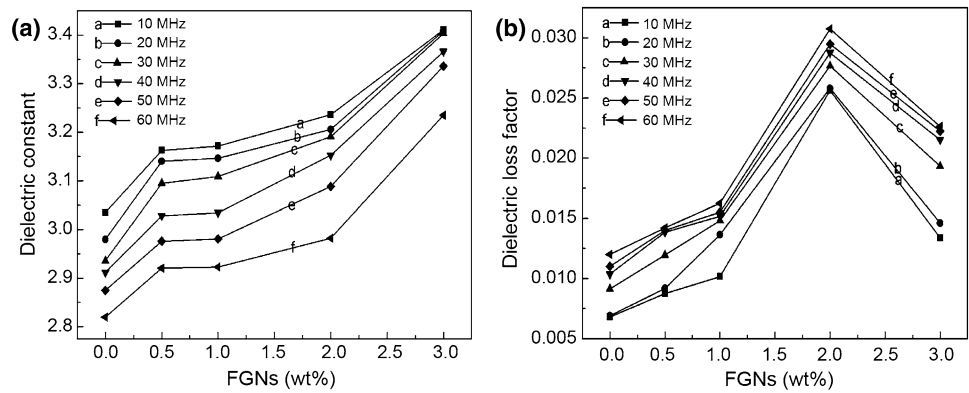 (a)
a 10 MHz
b 20 MHz
c 30 MHz
d 40 MHz
e 50 MHz
f 60 MHz
Dielectric constant
3.4
3.3
3.2
3.1
3.0
2.9
2.8
a
b
c
d
e
f
0.0 0.5 1.0 1.5 2.0 2.5 3.0
FGNs (wt%)
(b)
a 10 MHz
b 20 MHz
c 30 MHz
d 40 MHz
e 50 MHz
f 60 MHz
Dielectric loss factor
0.030
0.025
0.020
0.015
0.010
0.005
f
e
d
c
b
a
0.0 0.5 1.0 1.5 2.0 2.5 3.0
FGNs (wt%)